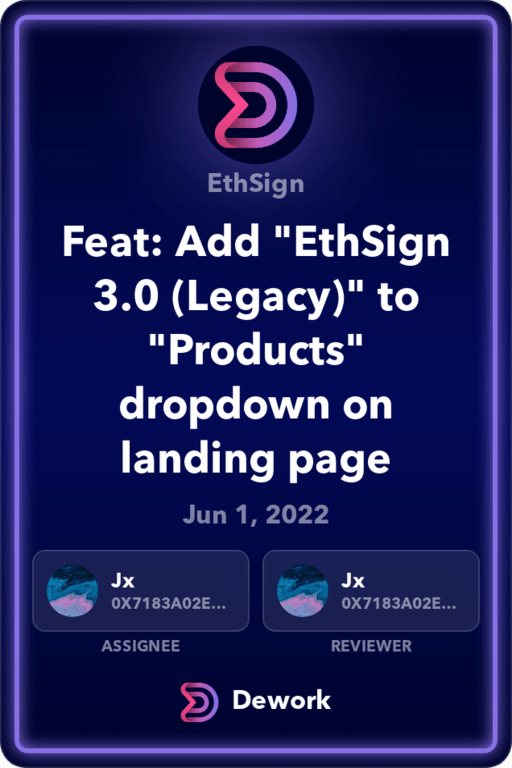 EthSign
Feat: Add "EthSign
3.0 (Legacy)" to
"Products"
dropdown on
landing page
Jun 1, 2022
Jx
0X7183A02E...
ASSIGNEE
Jx
0X7183A02E...
REVIEWER
Dework